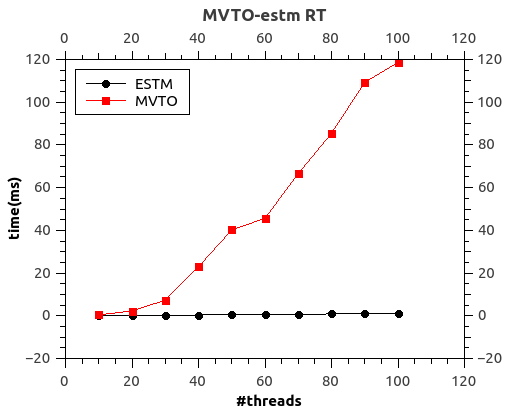 MVTO-estm RT
0 20 40 60 80 100 120
120 120
100 100
80 80
60 60
40 40
20 20
0 0
−20 −20
ESTM
MVTO
time(ms)
0 20 40 60 80 100 120
#threads